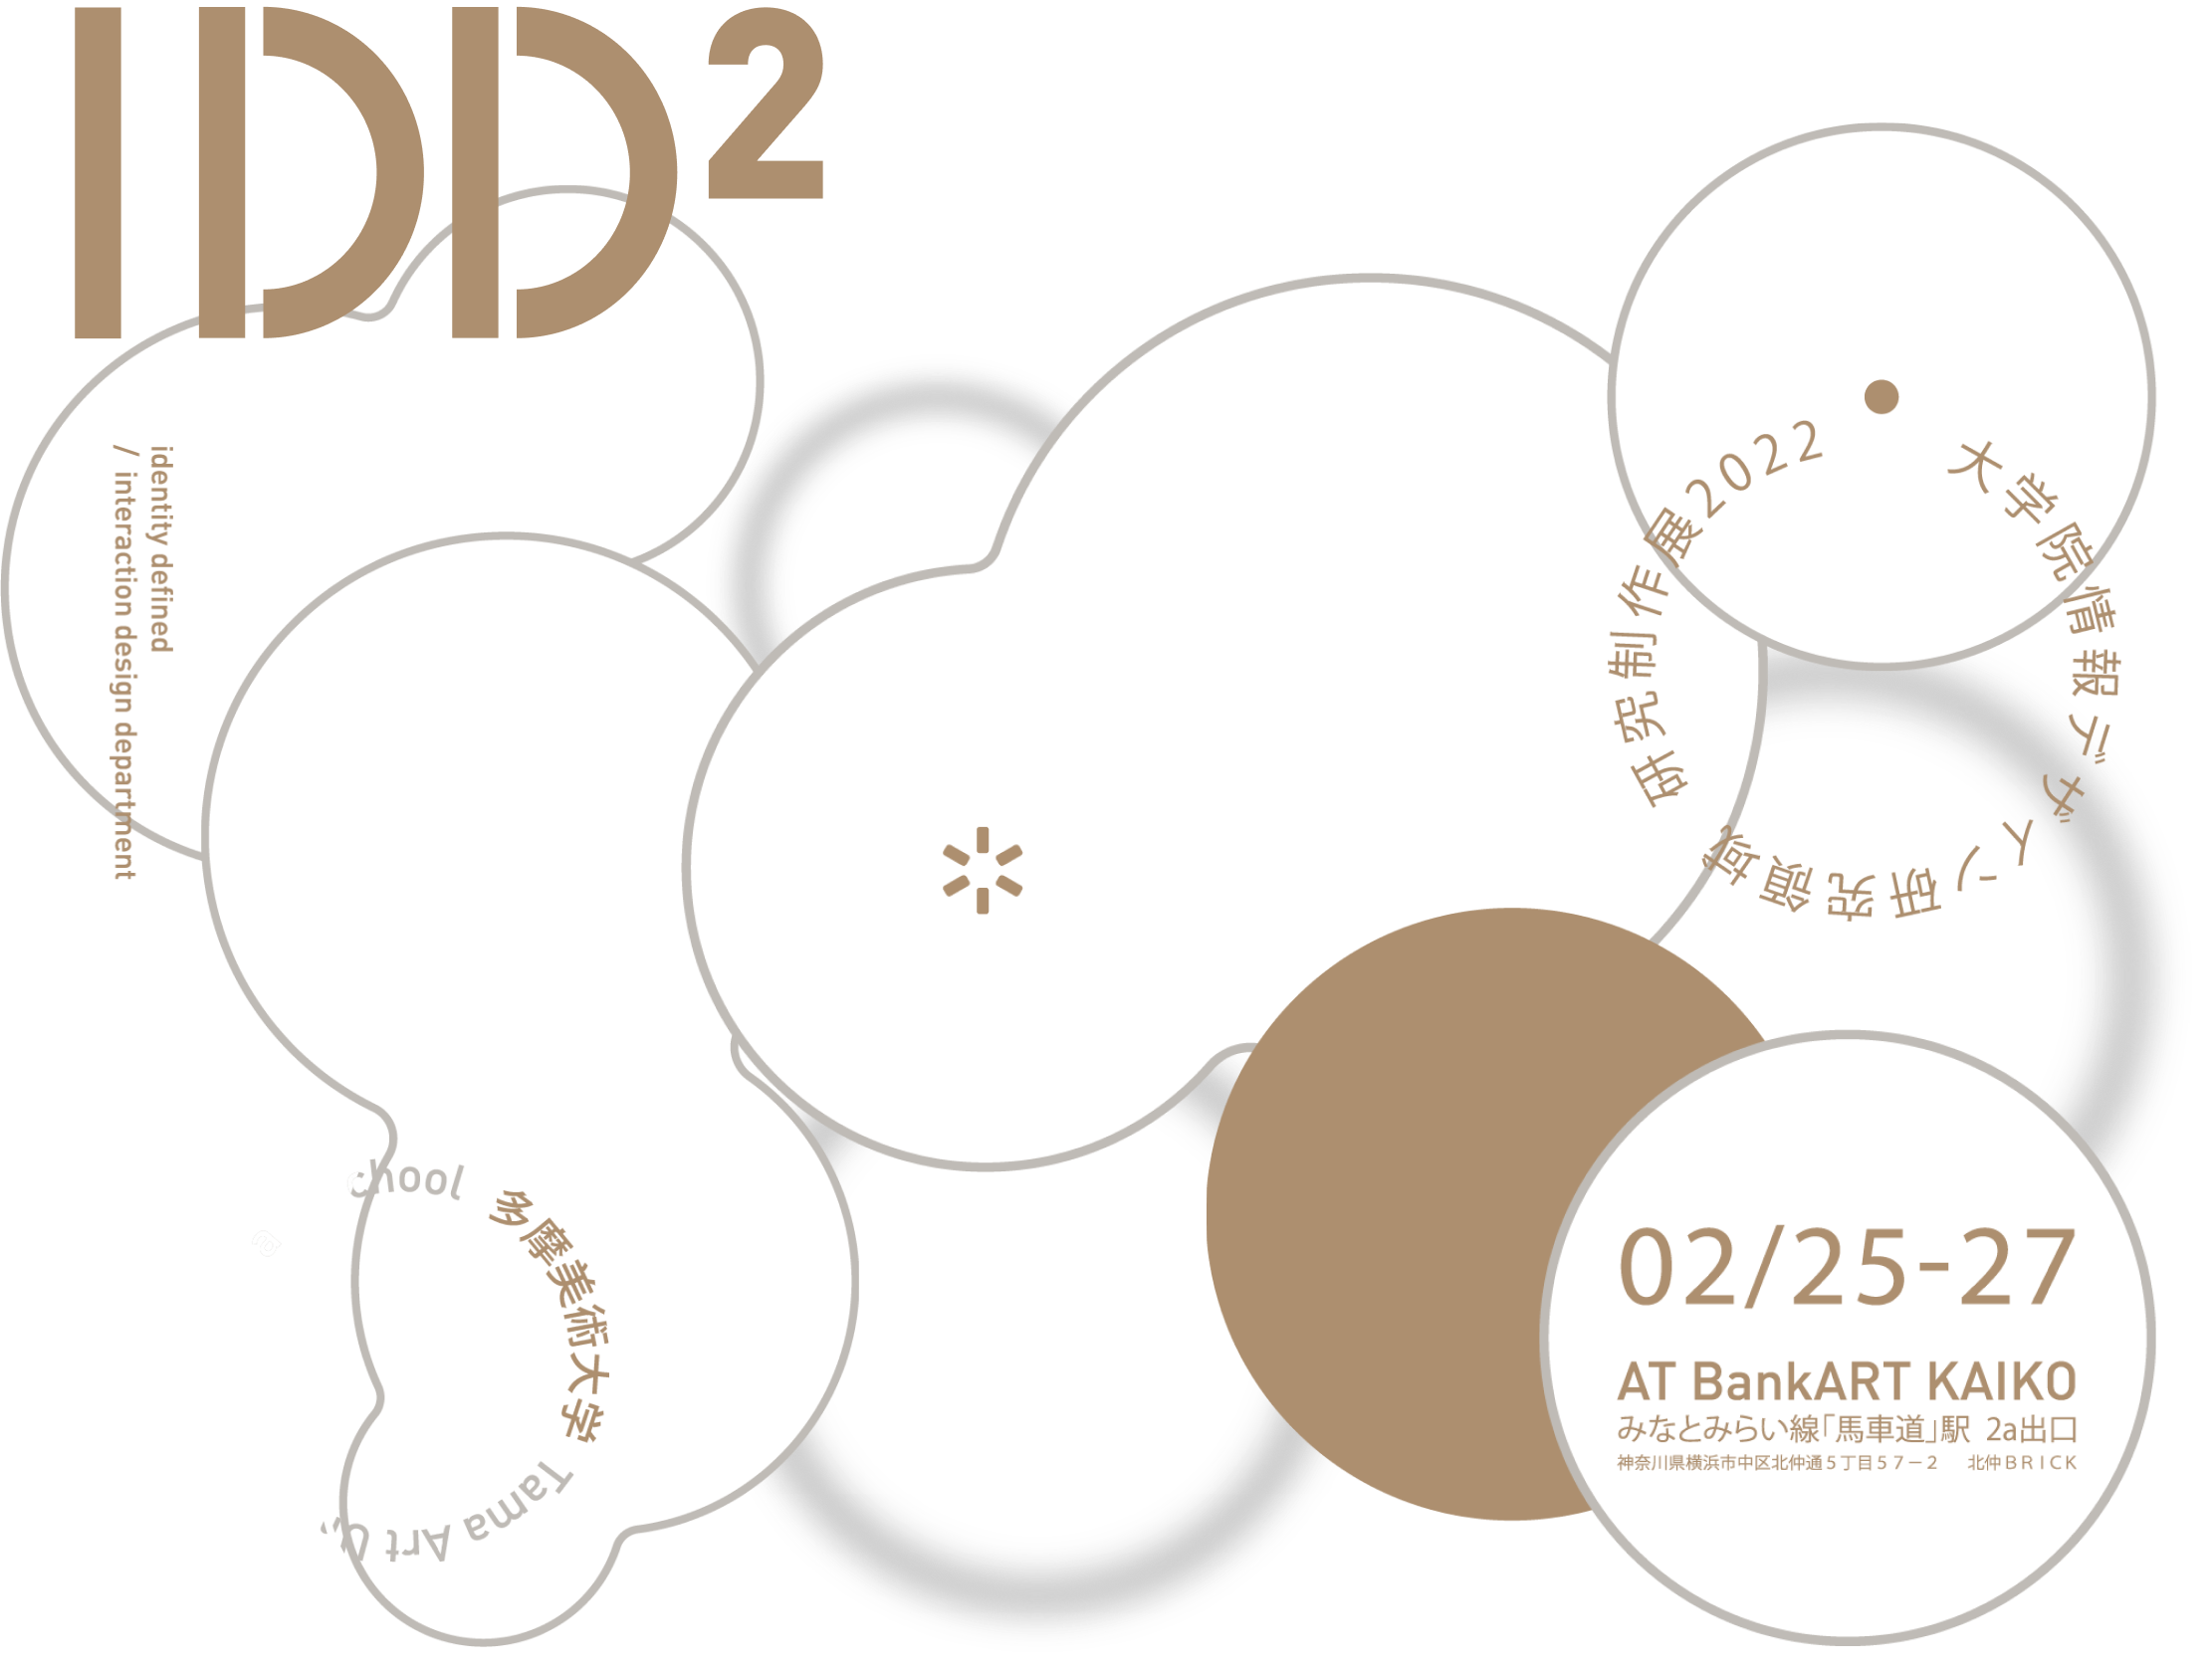 IDD²
identity defined
/ interaction design department
大学院情報デザイン研究領域
研究制作展2022
多摩美術大学
Tama Art
02/25-27
AT BankART KAIKO
みなとみらい線「馬車道」駅 2a出口
神奈川県横浜市中区北仲通5丁目57−2 北仲BRICK